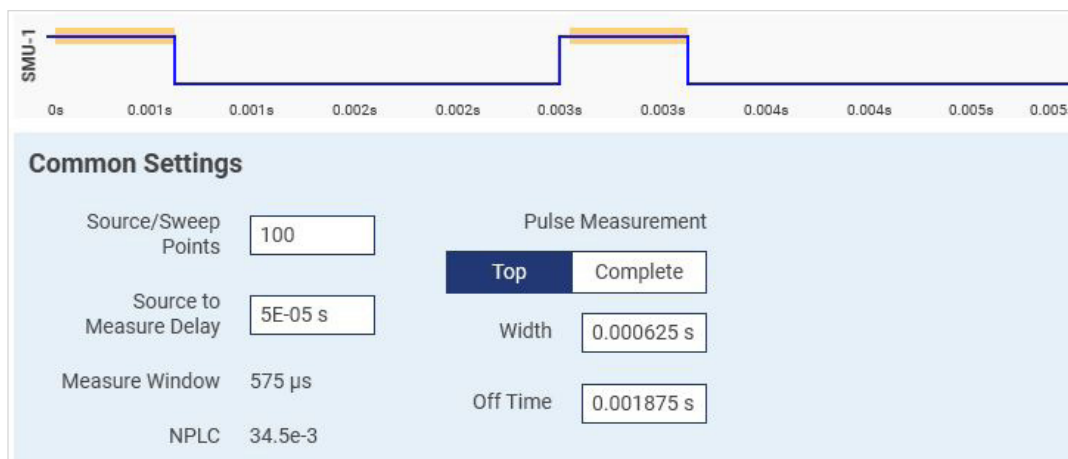 SMU-1
0s 0.001s 0.001s 0.002s 0.002s 0.003s 0.003s 0.004s 0.004s 0.005s 0.005
Common Settings
Source/Sweep
Points
100
Source to
Measure Delay
5E-05 s
Measure Window 575 µs
NPLC 34.5e-3
Pulse Measurement
Top Complete
Width 0.000625 s
Off Time 0.001875 s